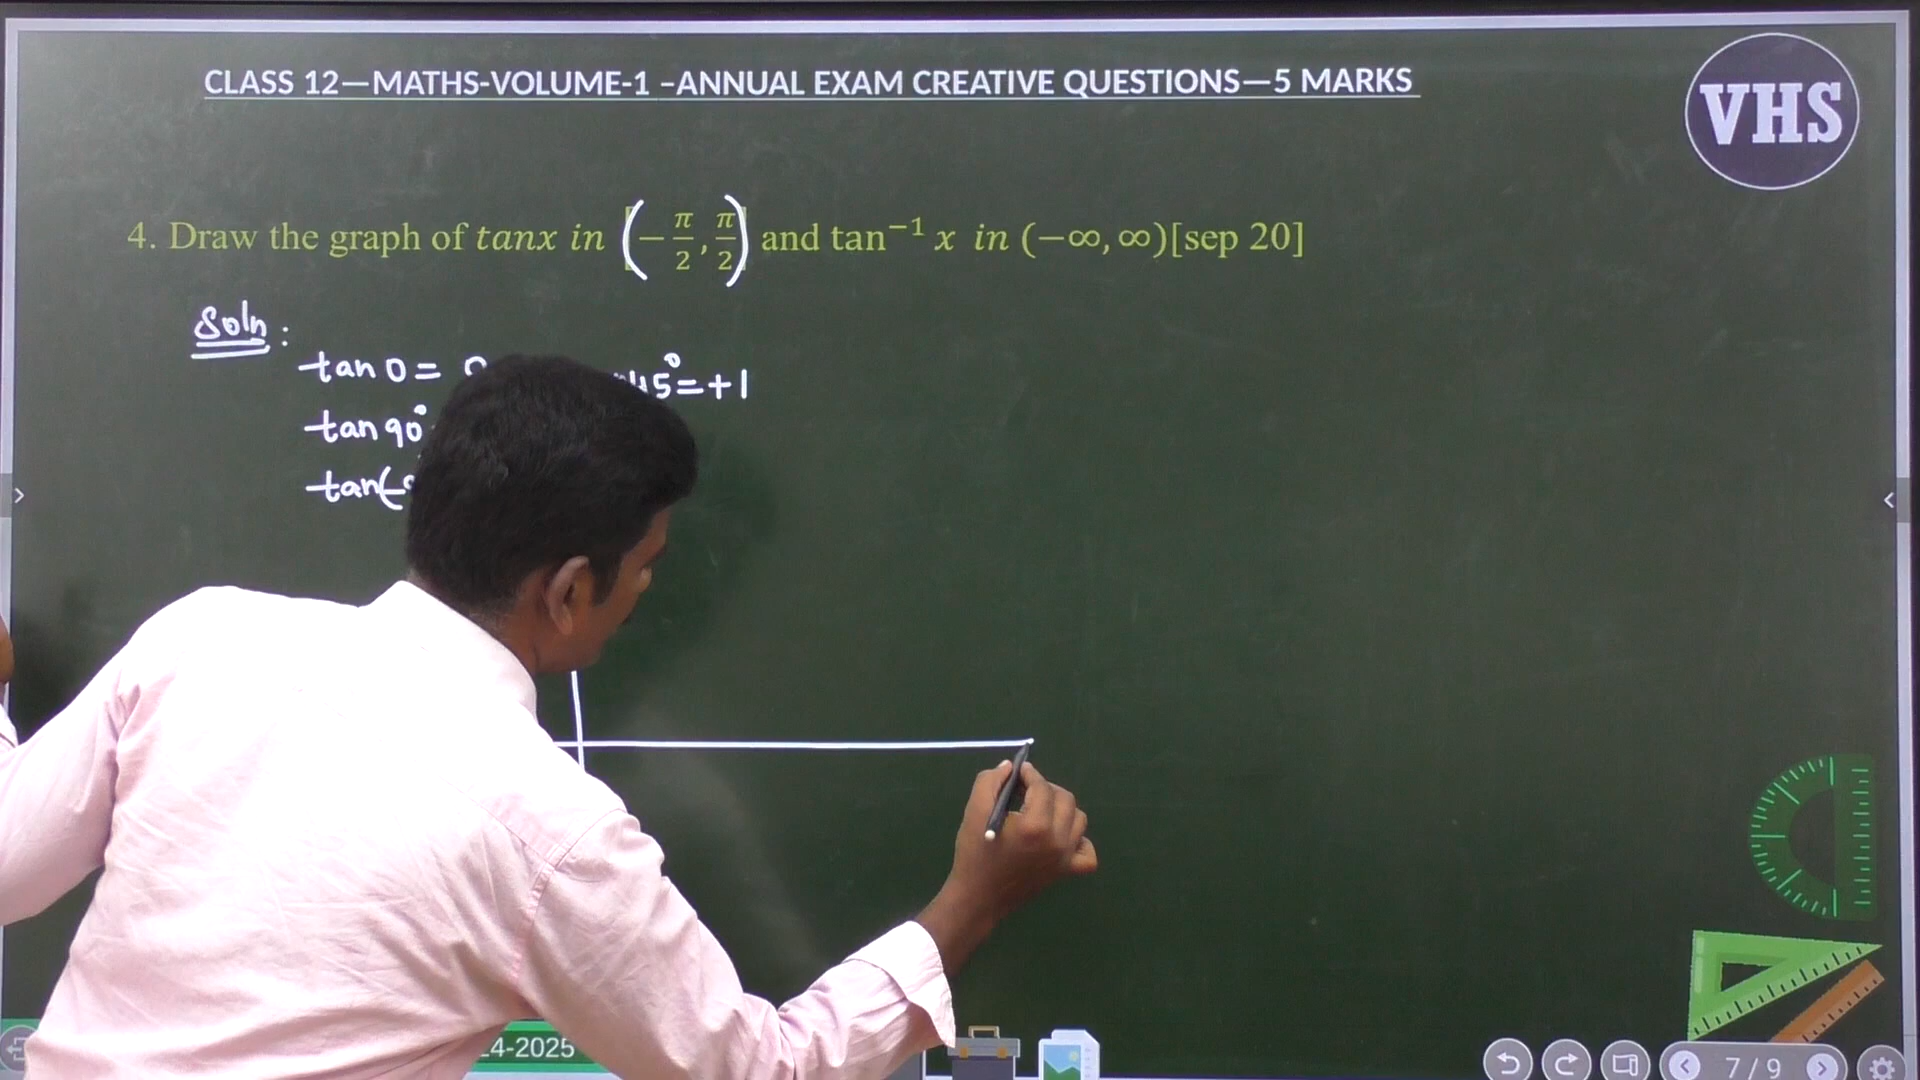 CLASS 12—MATHS-VOLUME-1 –ANNUAL EXAM CREATIVE QUESTIONS—5 MARKS
VHS
4. Draw the graph of tanx in (−π/2, π/2) and tan⁻¹ x in (−∞, ∞)[sep 20]
Soln :
tan 0 =
45° = +1
tan 90°
tan(-
4-2025
7 / 9